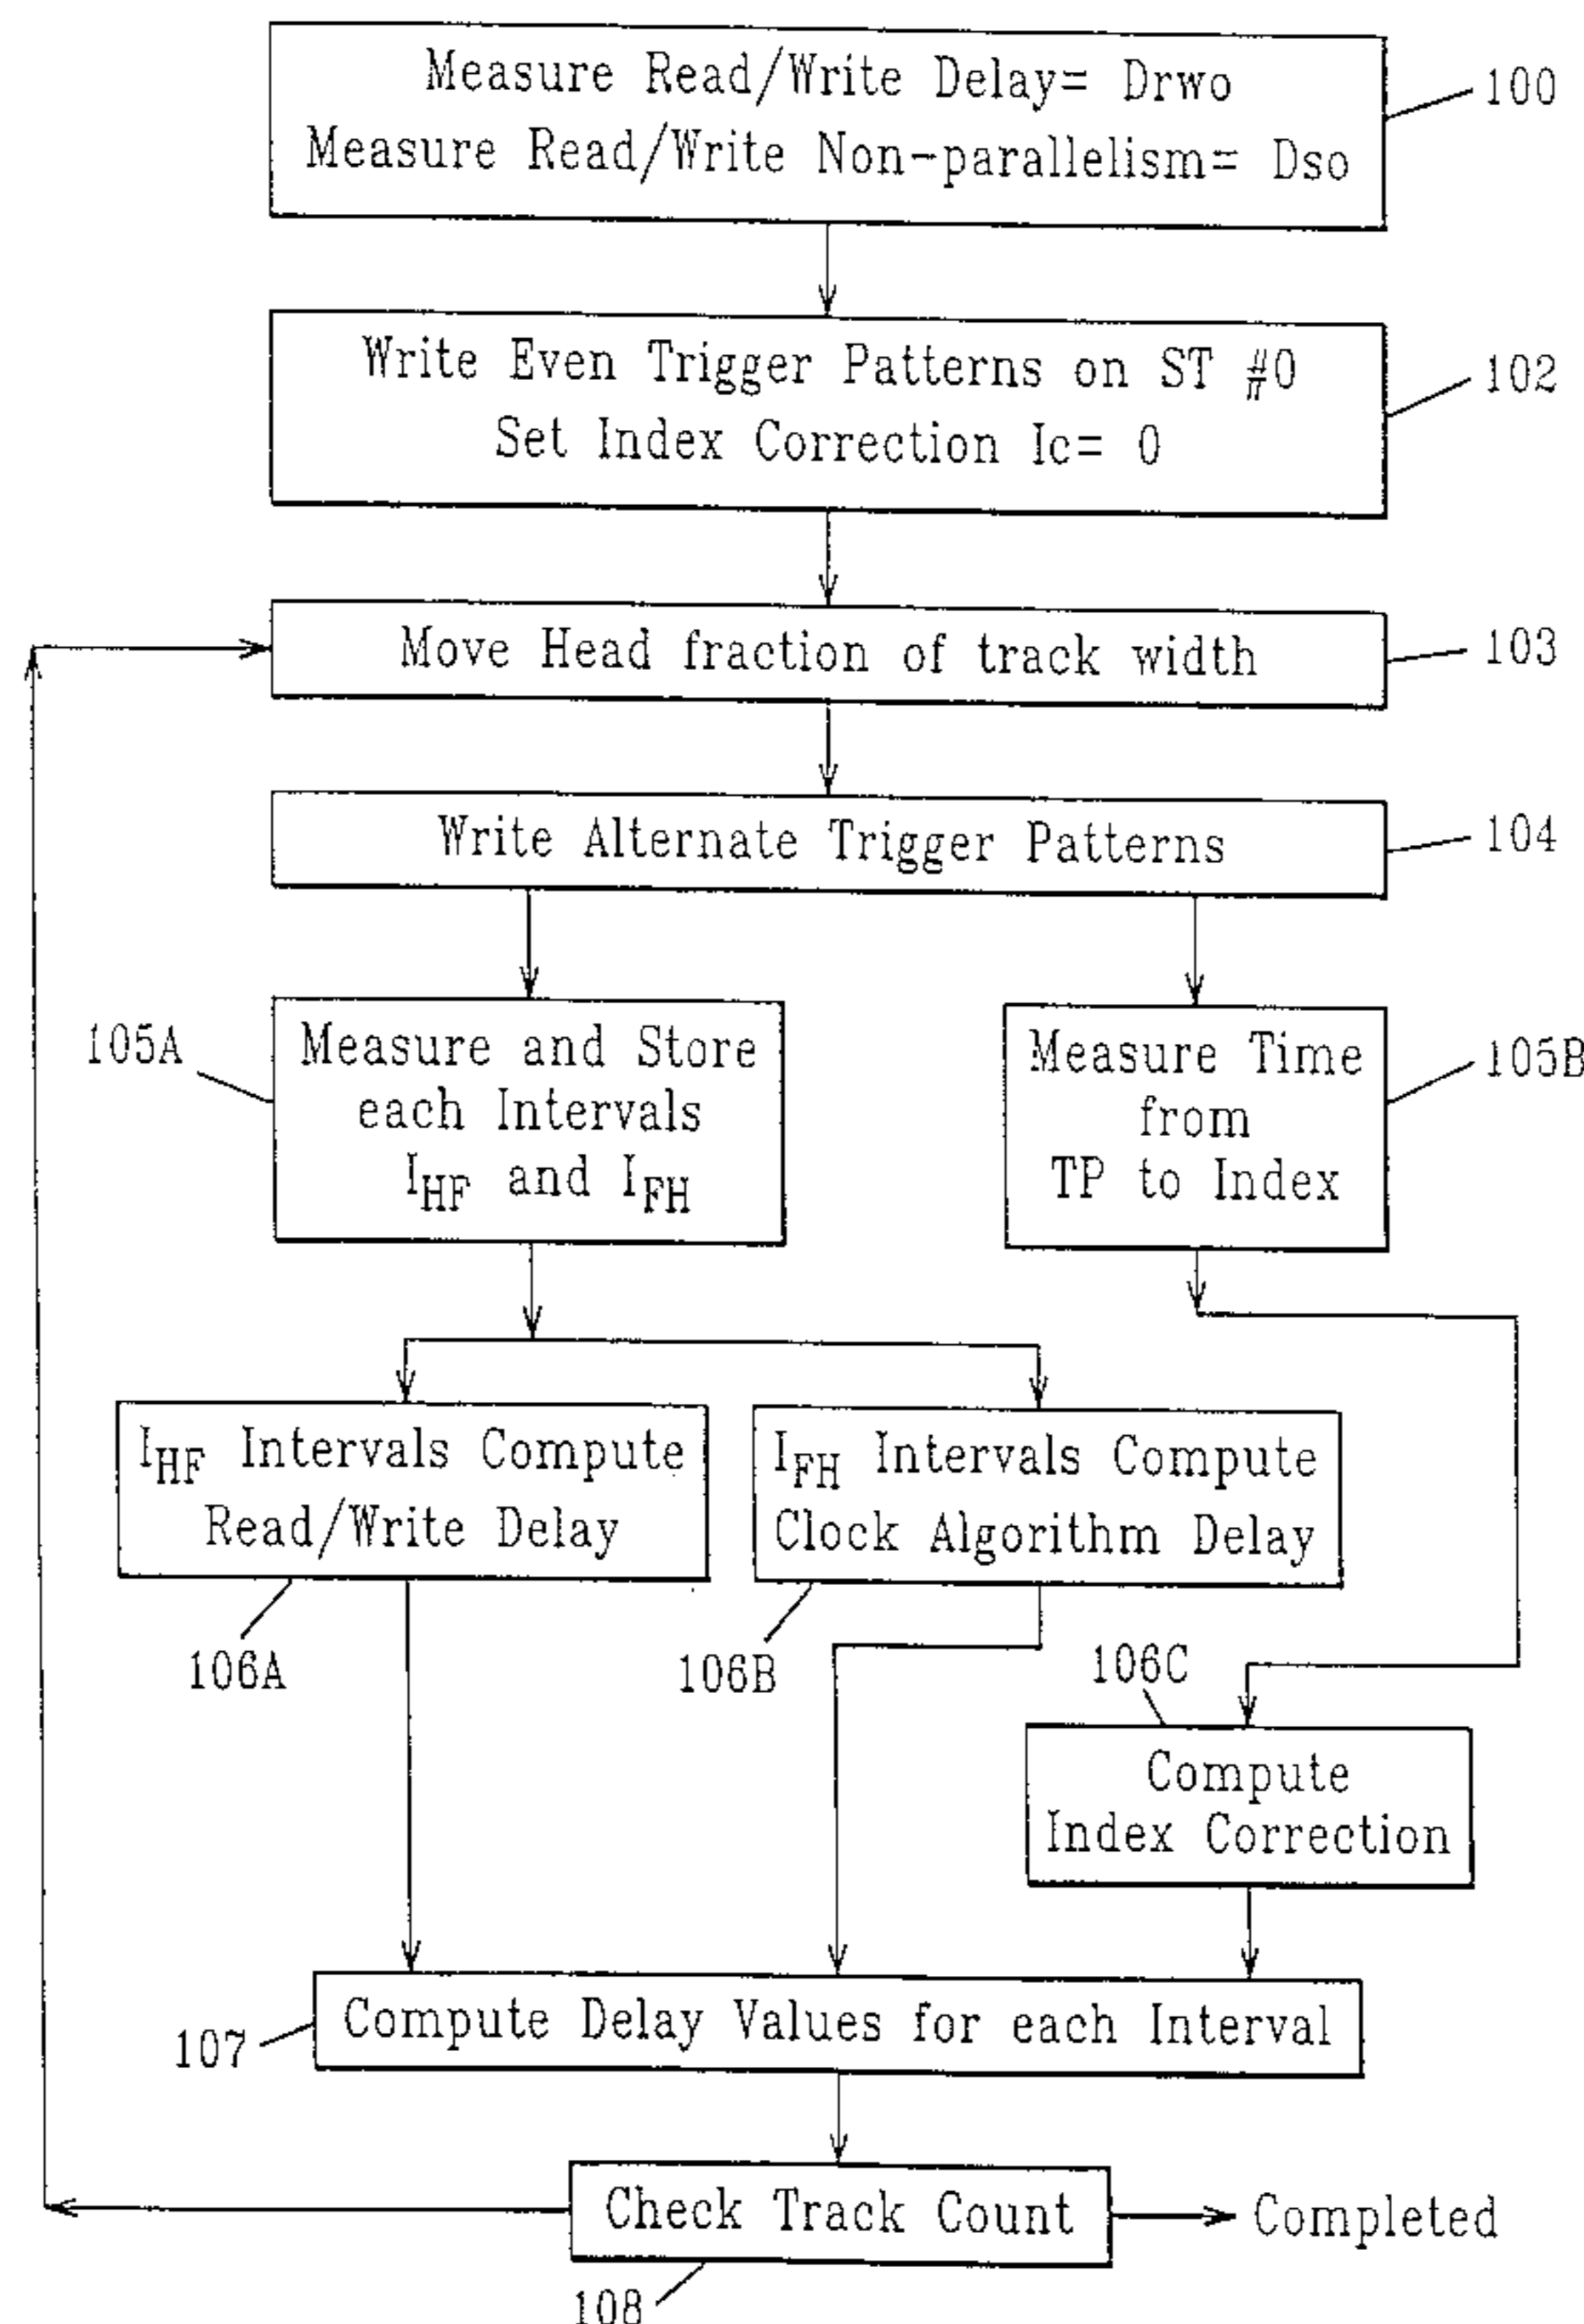 Measure Read/Write Delay= Drwo
Measure Read/Write Non-parallelism= Dso
100
Write Even Trigger Patterns on ST #0
Set Index Correction Ic= 0
102
Move Head fraction of track width
103
Write Alternate Trigger Patterns
104
105A
Measure and Store
each Intervals
I_HF and I_FH
Measure Time
from
TP to Index
105B
I_HF Intervals Compute
Read/Write Delay
106A
I_FH Intervals Compute
Clock Algorithm Delay
106B
106C
Compute
Index Correction
Compute Delay Values for each Interval
107
Check Track Count
Completed
108